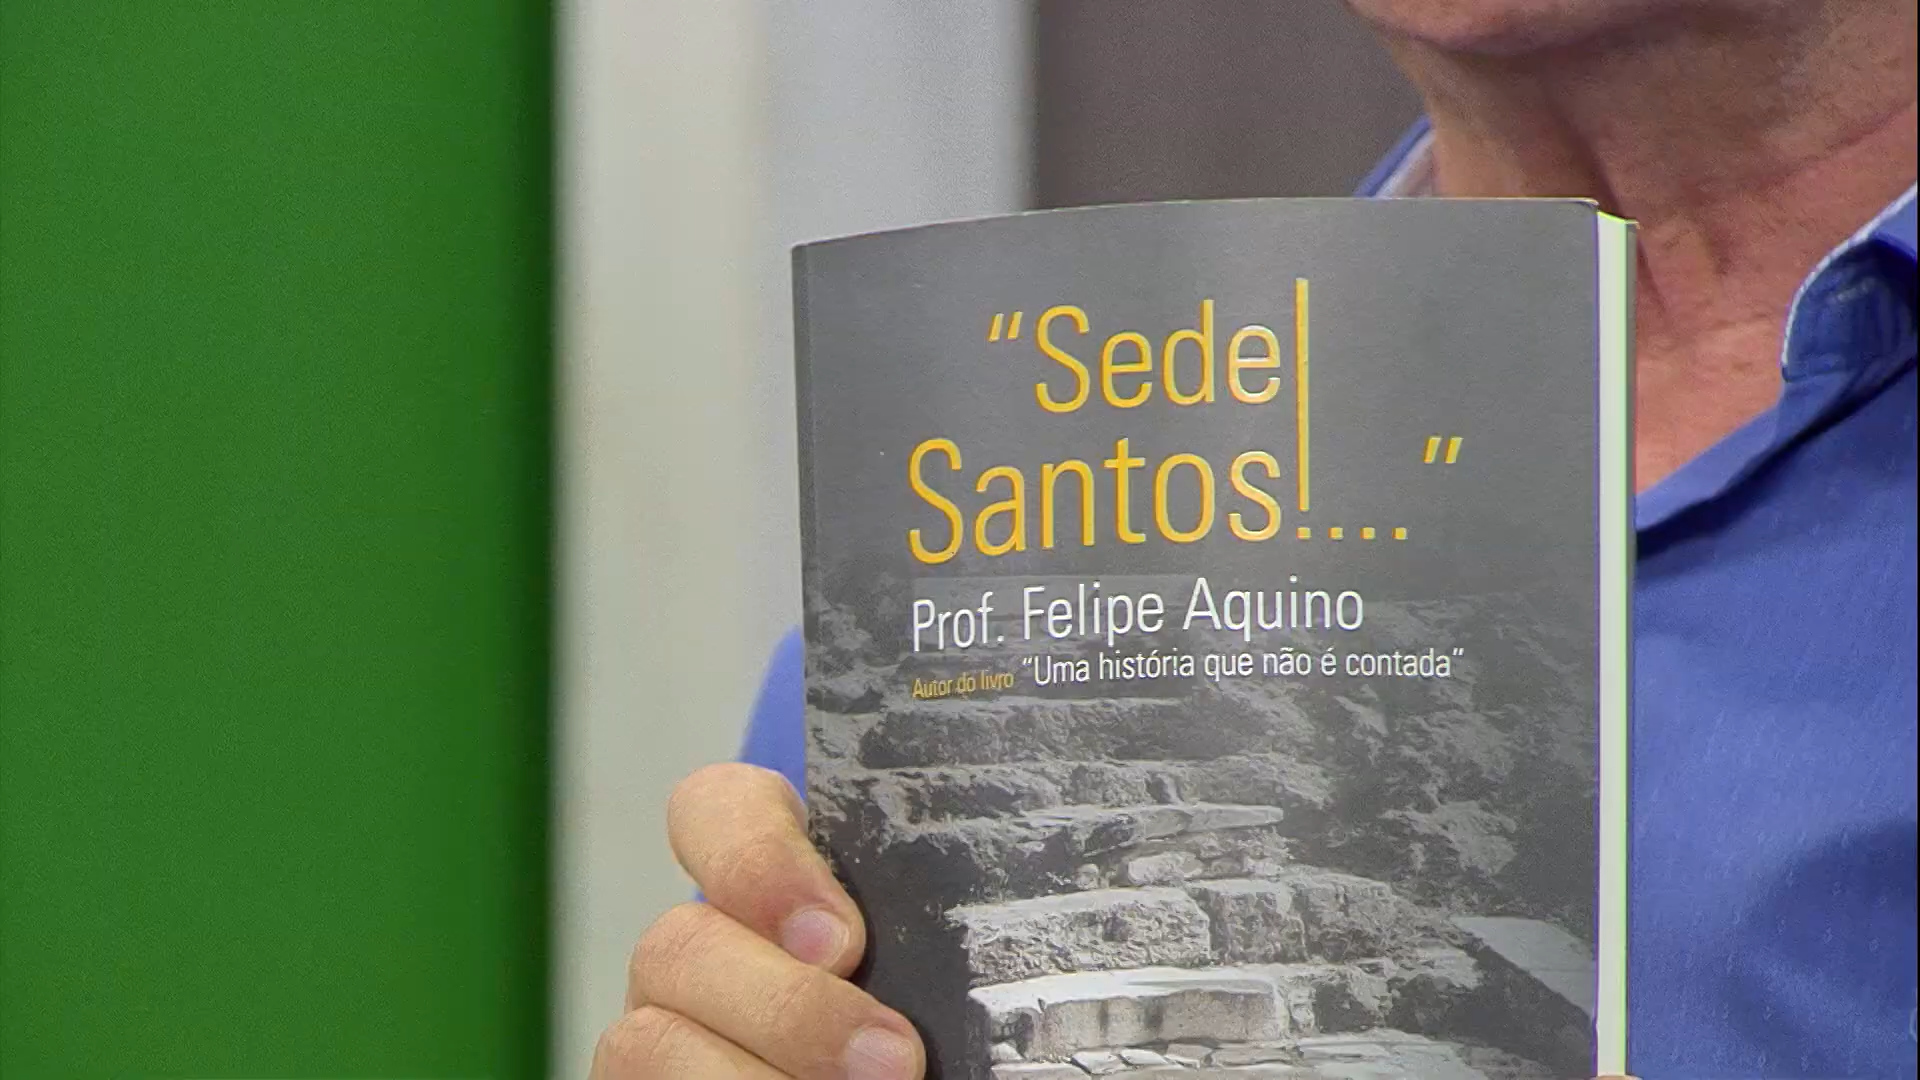 “Sede
Santos!...”
Prof. Felipe Aquino
Autor do livro “Uma história que não é contada”